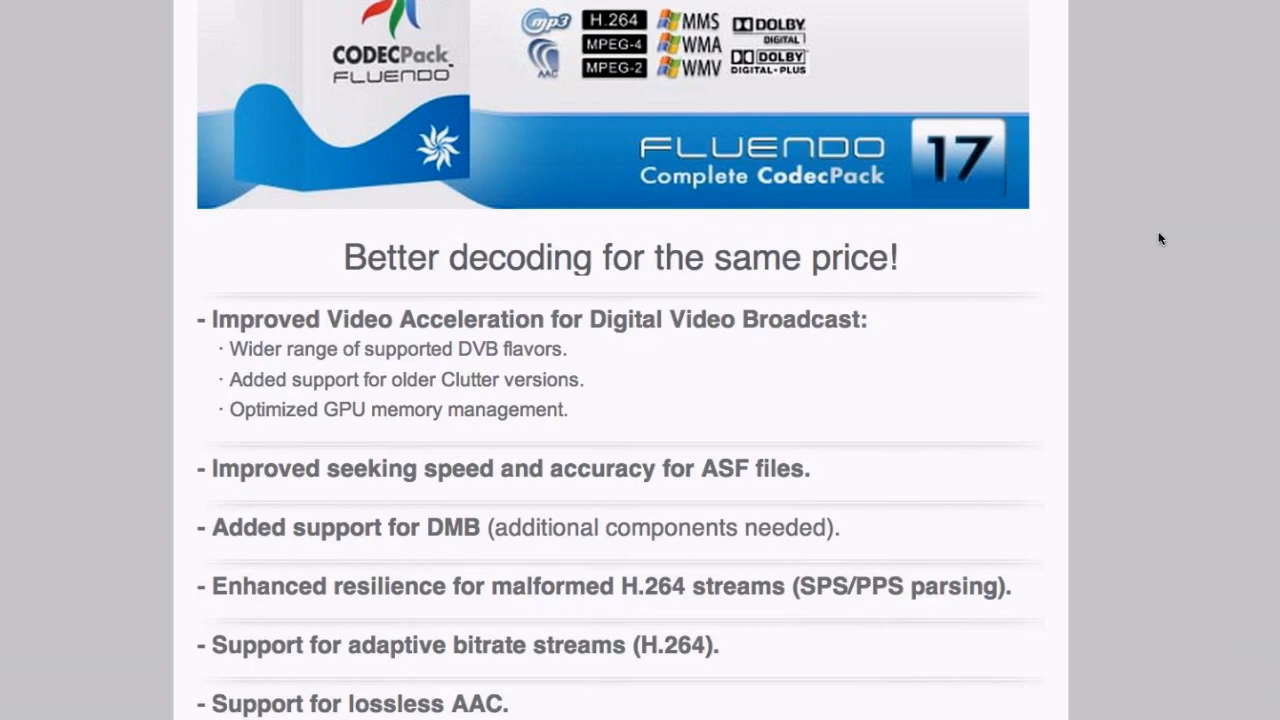 CODECPack
FLUENDO
mp3
AAC
H.264
MPEG-4
MPEG-2
MMS
WMA
WMV
DOLBY
DIGITAL
DOLBY
DIGITAL-PLUS
FLUENDO
Complete CodecPack
17
Better decoding for the same price!
- Improved Video Acceleration for Digital Video Broadcast:
· Wider range of supported DVB flavors.
· Added support for older Clutter versions.
· Optimized GPU memory management.
- Improved seeking speed and accuracy for ASF files.
- Added support for DMB (additional components needed).
- Enhanced resilience for malformed H.264 streams (SPS/PPS parsing).
- Support for adaptive bitrate streams (H.264).
- Support for lossless AAC.